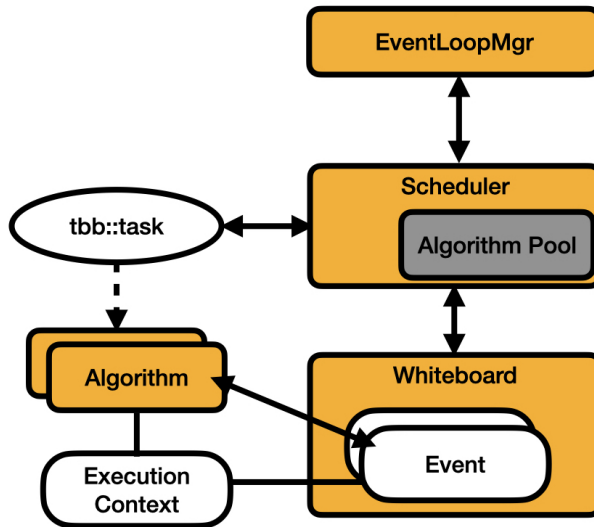 EventLoopMgr
Scheduler
Algorithm Pool
tbb::task
Algorithm
Whiteboard
Event
Execution
Context